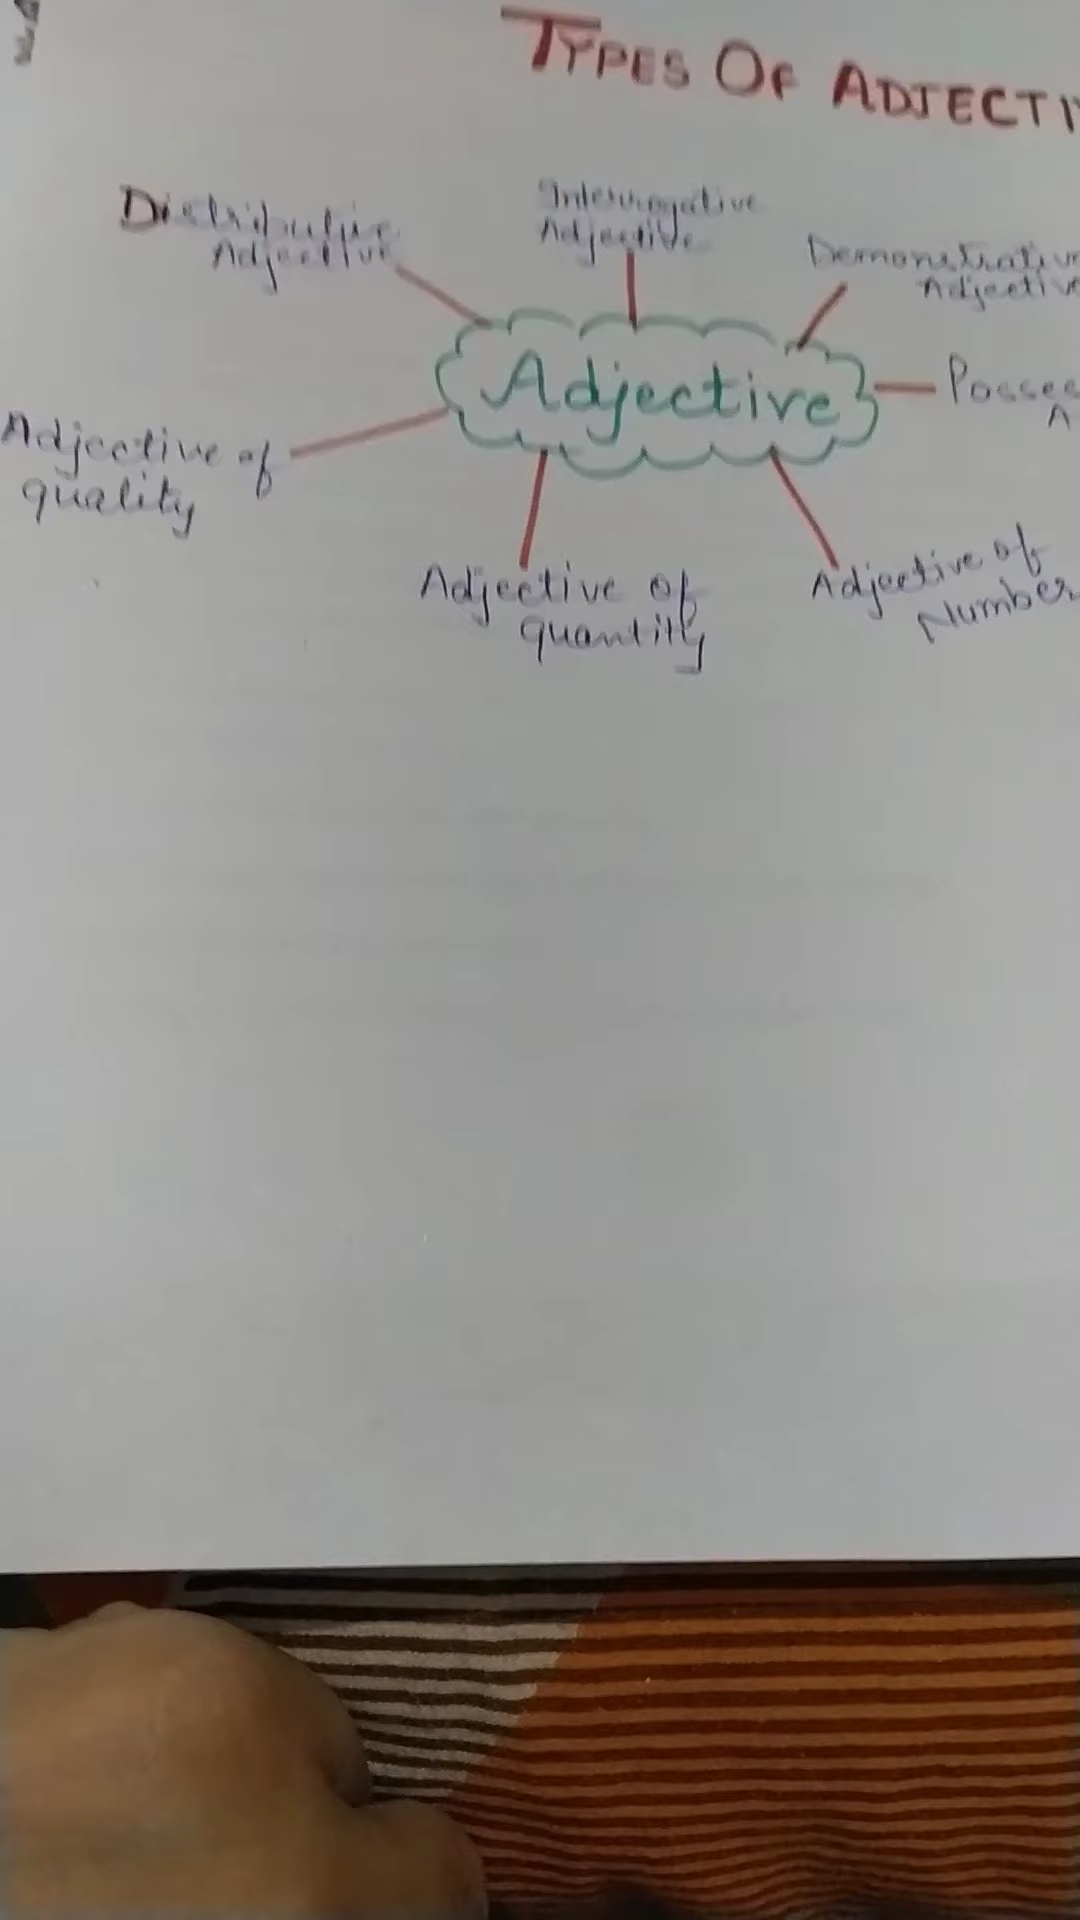 TYPES OF ADJECTI
Distributive
Adjective
Interrogative
Adjective
Demonstrative
Adjective
Adjective
Posses
A
Adjective of
quality
Adjective of
quantity
Adjective of
Number